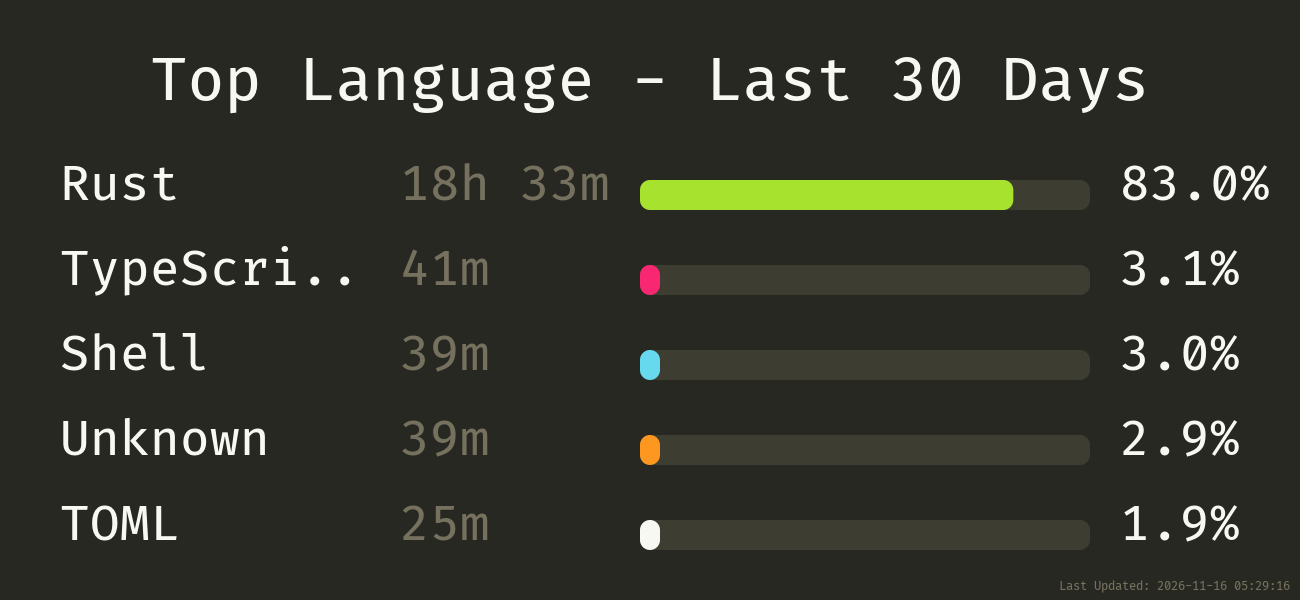 Top Language - Last 30 Days
Rust 18h 33m 83.0%
TypeScri.. 41m 3.1%
Shell 39m 3.0%
Unknown 39m 2.9%
TOML 25m 1.9%
Last Updated: 2026-11-16 05:29:16